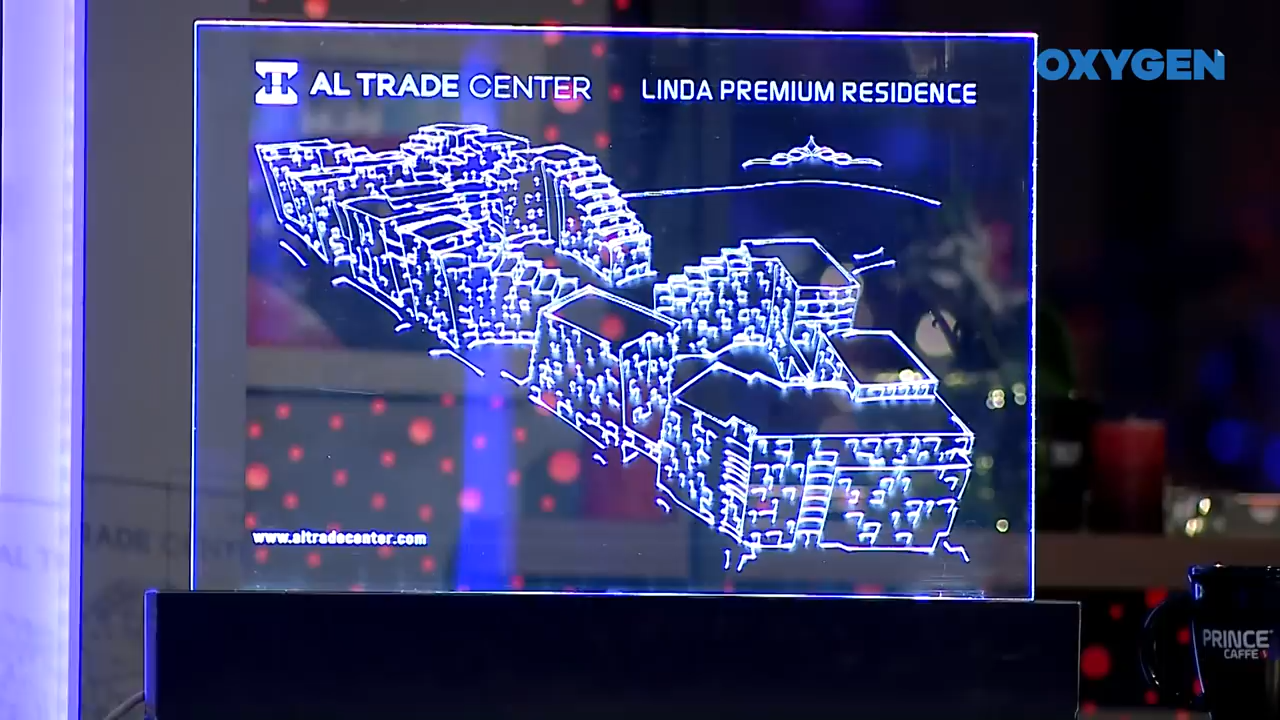 AL TRADE CENTER
LINDA PREMIUM RESIDENCE
OXYGEN
www.altradecenter.com
PRINCE
CAFFE